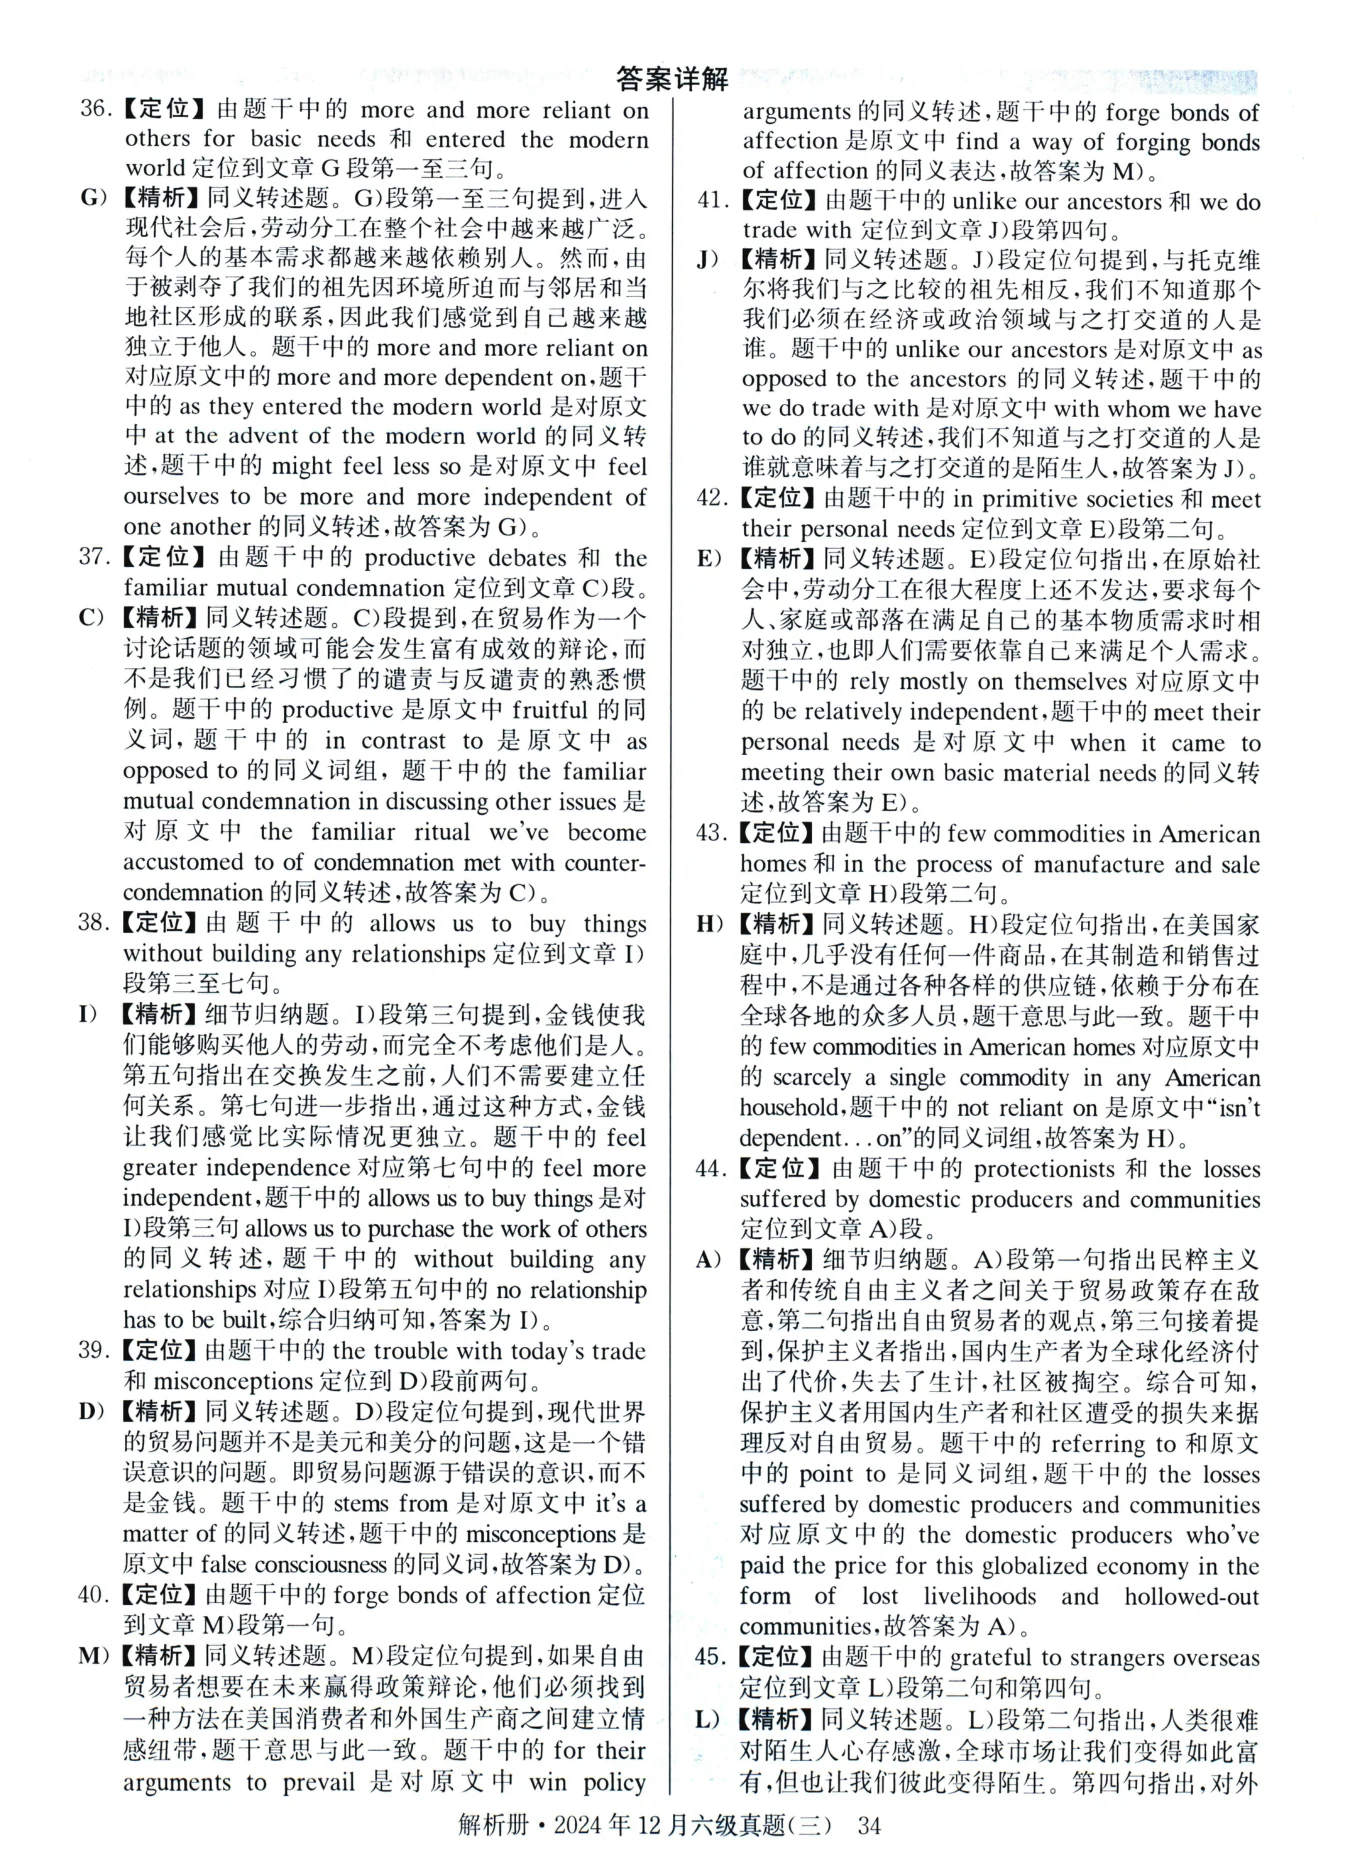 答案详解
36.【定位】由题干中的 more and more reliant on
others for basic needs 和 entered the modern
world 定位到文章 G 段第一至三句。
G) 【精析】同义转述题。G)段第一至三句提到,进入
现代社会后,劳动分工在整个社会中越来越广泛。
每个人的基本需求都越来越依赖别人。然而,由
于被剥夺了我们的祖先因环境所迫而与邻居和当
地社区形成的联系,因此我们感觉到自己越来越
独立于他人。题干中的 more and more reliant on
对应原文中的 more and more dependent on,题干
中的 as they entered the modern world 是对原文
中 at the advent of the modern world 的同义转
述,题干中的 might feel less so 是对原文中 feel
ourselves to be more and more independent of
one another 的同义转述,故答案为 G)。
37.【定位】由题干中的 productive debates 和 the
familiar mutual condemnation 定位到文章 C)段。
C) 【精析】同义转述题。C)段提到,在贸易作为一个
讨论话题的领域可能会发生富有成效的辩论,而
不是我们已经习惯了的谴责与反谴责的熟悉惯
例。题干中的 productive 是原文中 fruitful 的同
义词,题干中的 in contrast to 是原文中 as
opposed to 的同义词组,题干中的 the familiar
mutual condemnation in discussing other issues 是
对原文中 the familiar ritual we've become
accustomed to of condemnation met with counter-
condemnation 的同义转述,故答案为 C)。
38.【定位】由题干中的 allows us to buy things
without building any relationships 定位到文章 I)
段第三至七句。
I) 【精析】细节归纳题。I)段第三句提到,金钱使我
们能够购买他人的劳动,而完全不考虑他们是人。
第五句指出在交换发生之前,人们不需要建立任
何关系。第七句进一步指出,通过这种方式,金钱
让我们感觉比实际情况更独立。题干中的 feel
greater independence 对应第七句中的 feel more
independent,题干中的 allows us to buy things 是对
I)段第三句 allows us to purchase the work of others
的同义转述,题干中的 without building any
relationships 对应 I)段第五句中的 no relationship
has to be built,综合归纳可知,答案为 I)。
39.【定位】由题干中的 the trouble with today's trade
和 misconceptions 定位到 D)段前两句。
D) 【精析】同义转述题。D)段定位句提到,现代世界
的贸易问题并不是美元和美分的问题,这是一个错
误意识的问题。即贸易问题源于错误的意识,而不
是金钱。题干中的 stems from 是对原文中 it's a
matter of 的同义转述,题干中的 misconceptions 是
原文中 false consciousness 的同义词,故答案为 D)。
40.【定位】由题干中的 forge bonds of affection 定位
到文章 M)段第一句。
M) 【精析】同义转述题。M)段定位句提到,如果自由
贸易者想要在未来赢得政策辩论,他们必须找到
一种方法在美国消费者和外国生产商之间建立情
感纽带,题干意思与此一致。题干中的 for their
arguments to prevail 是对原文中 win policy
arguments 的同义转述,题干中的 forge bonds of
affection 是原文中 find a way of forging bonds
of affection 的同义表达,故答案为 M)。
41.【定位】由题干中的 unlike our ancestors 和 we do
trade with 定位到文章 J)段第四句。
J) 【精析】同义转述题。J)段定位句提到,与托克维
尔将我们与之比较的祖先相反,我们不知道那个
我们必须在经济或政治领域与之打交道的人是
谁。题干中的 unlike our ancestors 是对原文中 as
opposed to the ancestors 的同义转述,题干中的
we do trade with 是对原文中 with whom we have
to do 的同义转述,我们不知道与之打交道的人是
谁就意味着与之打交道的是陌生人,故答案为 J)。
42.【定位】由题干中的 in primitive societies 和 meet
their personal needs 定位到文章 E)段第二句。
E) 【精析】同义转述题。E)段定位句指出,在原始社
会中,劳动分工在很大程度上还不发达,要求每个
人、家庭或部落在满足自己的基本物质需求时相
对独立,也即人们需要依靠自己来满足个人需求。
题干中的 rely mostly on themselves 对应原文中
的 be relatively independent,题干中的 meet their
personal needs 是对原文中 when it came to
meeting their own basic material needs 的同义转
述,故答案为 E)。
43.【定位】由题干中的 few commodities in American
homes 和 in the process of manufacture and sale
定位到文章 H)段第二句。
H) 【精析】同义转述题。H)段定位句指出,在美国家
庭中,几乎没有任何一件商品,在其制造和销售过
程中,不是通过各种各样的供应链,依赖于分布在
全球各地的众多人员,题干意思与此一致。题干中
的 few commodities in American homes 对应原文中
的 scarcely a single commodity in any American
household,题干中的 not reliant on 是原文中“isn't
dependent...on”的同义词组,故答案为 H)。
44.【定位】由题干中的 protectionists 和 the losses
suffered by domestic producers and communities
定位到文章 A)段。
A) 【精析】细节归纳题。A)段第一句指出民粹主义
者和传统自由主义者之间关于贸易政策存在敌
意,第二句指出自由贸易者的观点,第三句接着提
到,保护主义者指出,国内生产者为全球化经济付
出了代价,失去了生计,社区被掏空。综合可知,
保护主义者用国内生产者和社区遭受的损失来据
理反对自由贸易。题干中的 referring to 和原文
中的 point to 是同义词组,题干中的 the losses
suffered by domestic producers and communities
对应原文中的 the domestic producers who've
paid the price for this globalized economy in the
form of lost livelihoods and hollowed-out
communities,故答案为 A)。
45.【定位】由题干中的 grateful to strangers overseas
定位到文章 L)段第二句和第四句。
L) 【精析】同义转述题。L)段第二句指出,人类很难
对陌生人心存感激,全球市场让我们变得如此富
有,但也让我们彼此变得陌生。第四句指出,对外
解析册·2024 年 12 月六级真题(三) 34